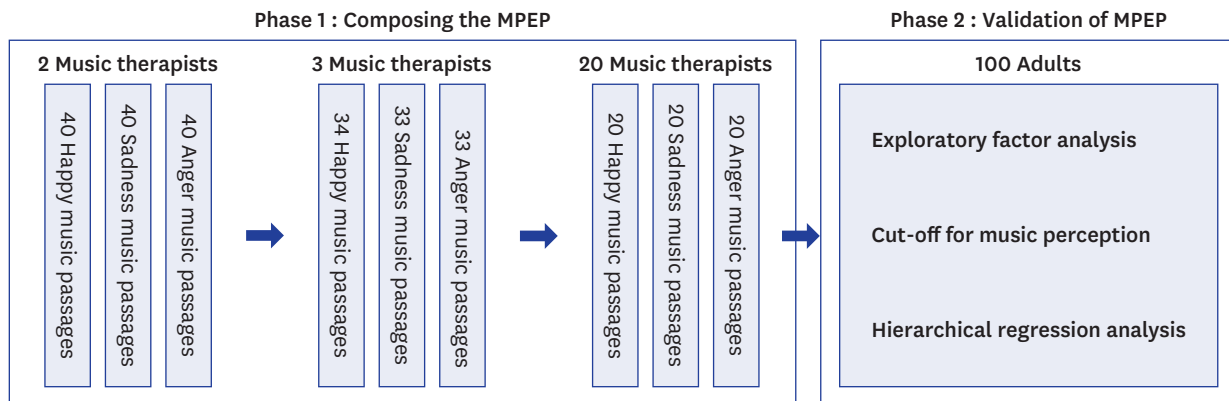 Phase 1 : Composing the MPEP
2 Music therapists
40 Happy music passages
40 Sadness music passages
40 Anger music passages
3 Music therapists
34 Happy music passages
33 Sadness music passages
33 Anger music passages
20 Music therapists
20 Happy music passages
20 Sadness music passages
20 Anger music passages
Phase 2 : Validation of MPEP
100 Adults
Exploratory factor analysis
Cut-off for music perception
Hierarchical regression analysis